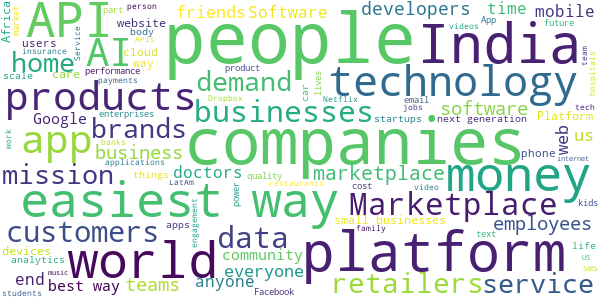 Africa market API part person website body AI cloud way friends Software developers time mobile App videos future
users insurance Service APIs people India team hospitals
home care performance payments product demand car lives technology
scale products Dropbox Netflix email jobs software Platform tech
Google enterprises businesses startups next generation
work app brands banks companies phone web us
business applications things doctors marketplace money internet
mission LatAm quality restaurants cost video kids
easiest way power Marketplace employees
customers apps engagement data small businesses family text life
devices community platform us sms
analytics world everyone retailers service
end best way teams anyone
students music Facebook